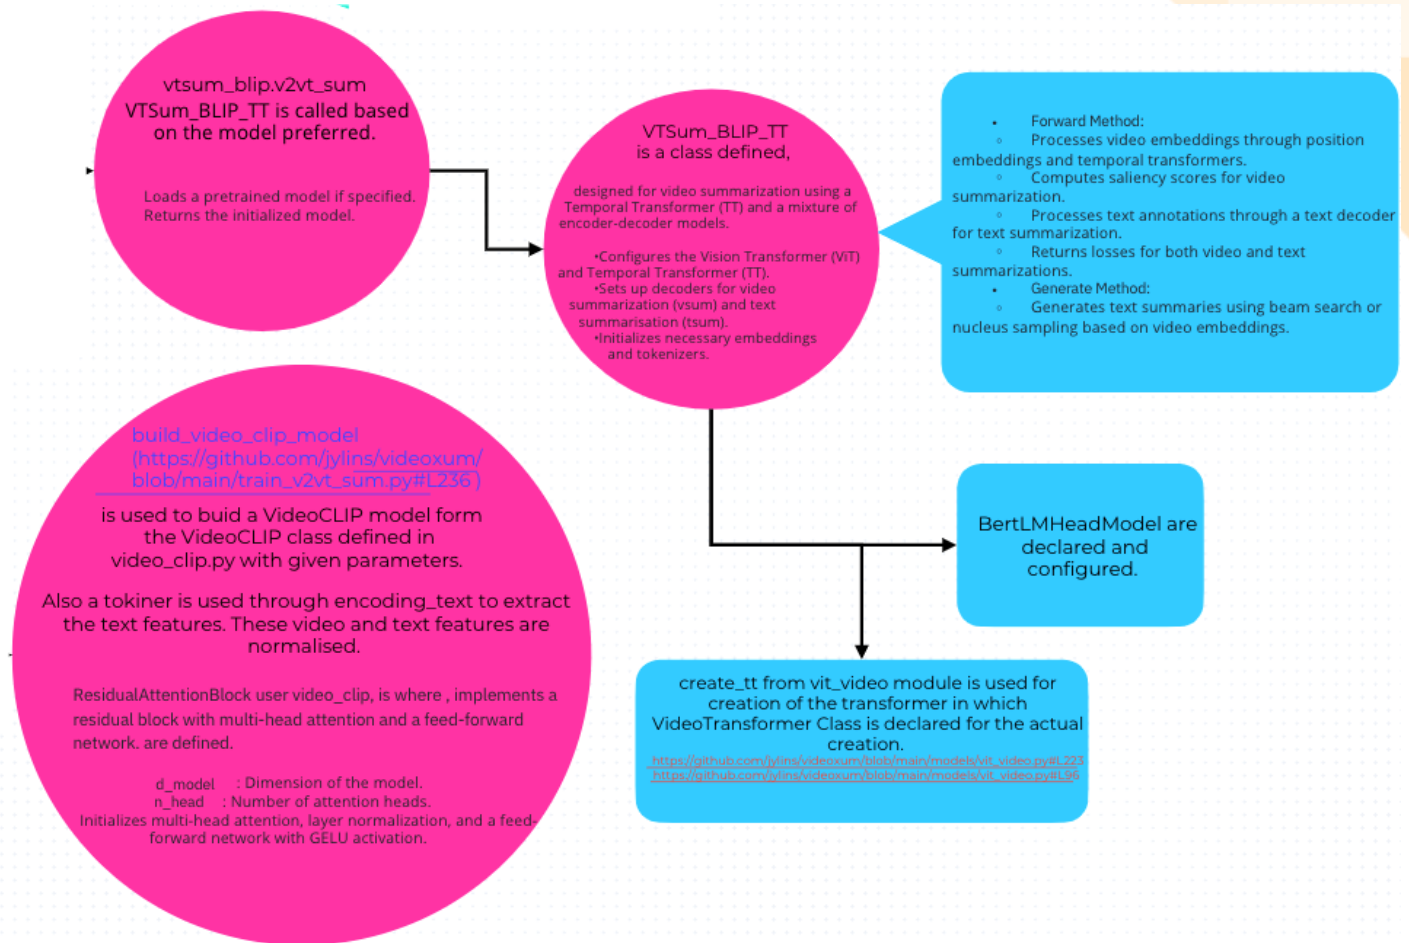 vtsum_blip.v2vt_sum
VTSum_BLIP_TT is called based
on the model preferred.
Loads a pretrained model if specified.
Returns the initialized model.
VTSum_BLIP_TT
is a class defined,
designed for video summarization using a
Temporal Transformer (TT) and a mixture of
encoder-decoder models.
•Configures the Vision Transformer (ViT)
and Temporal Transformer (TT).
•Sets up decoders for video
summarization (vsum) and text
summarisation (tsum).
•Initializes necessary embeddings
and tokenizers.
• Forward Method:
◦ Processes video embeddings through position
embeddings and temporal transformers.
◦ Computes saliency scores for video
summarization.
◦ Processes text annotations through a text decoder
for text summarization.
◦ Returns losses for both video and text
summarizations.
• Generate Method:
◦ Generates text summaries using beam search or
nucleus sampling based on video embeddings.
build_video_clip_model
(https://github.com/jylins/videoxum/
blob/main/train_v2vt_sum.py#L236 )
is used to buid a VideoCLIP model form
the VideoCLIP class defined in
video_clip.py with given parameters.
Also a tokiner is used through encoding_text to extract
the text features. These video and text features are
normalised.
ResidualAttentionBlock user video_clip, is where , implements a
residual block with multi-head attention and a feed-forward
network. are defined.
d_model : Dimension of the model.
n_head : Number of attention heads.
Initializes multi-head attention, layer normalization, and a feed-
forward network with GELU activation.
BertLMHeadModel are
declared and
configured.
create_tt from vit_video module is used for
creation of the transformer in which
VideoTransformer Class is declared for the actual
creation.
https://github.com/jylins/videoxum/blob/main/models/vit_video.py#L223
https://github.com/jylins/videoxum/blob/main/models/vit_video.py#L96